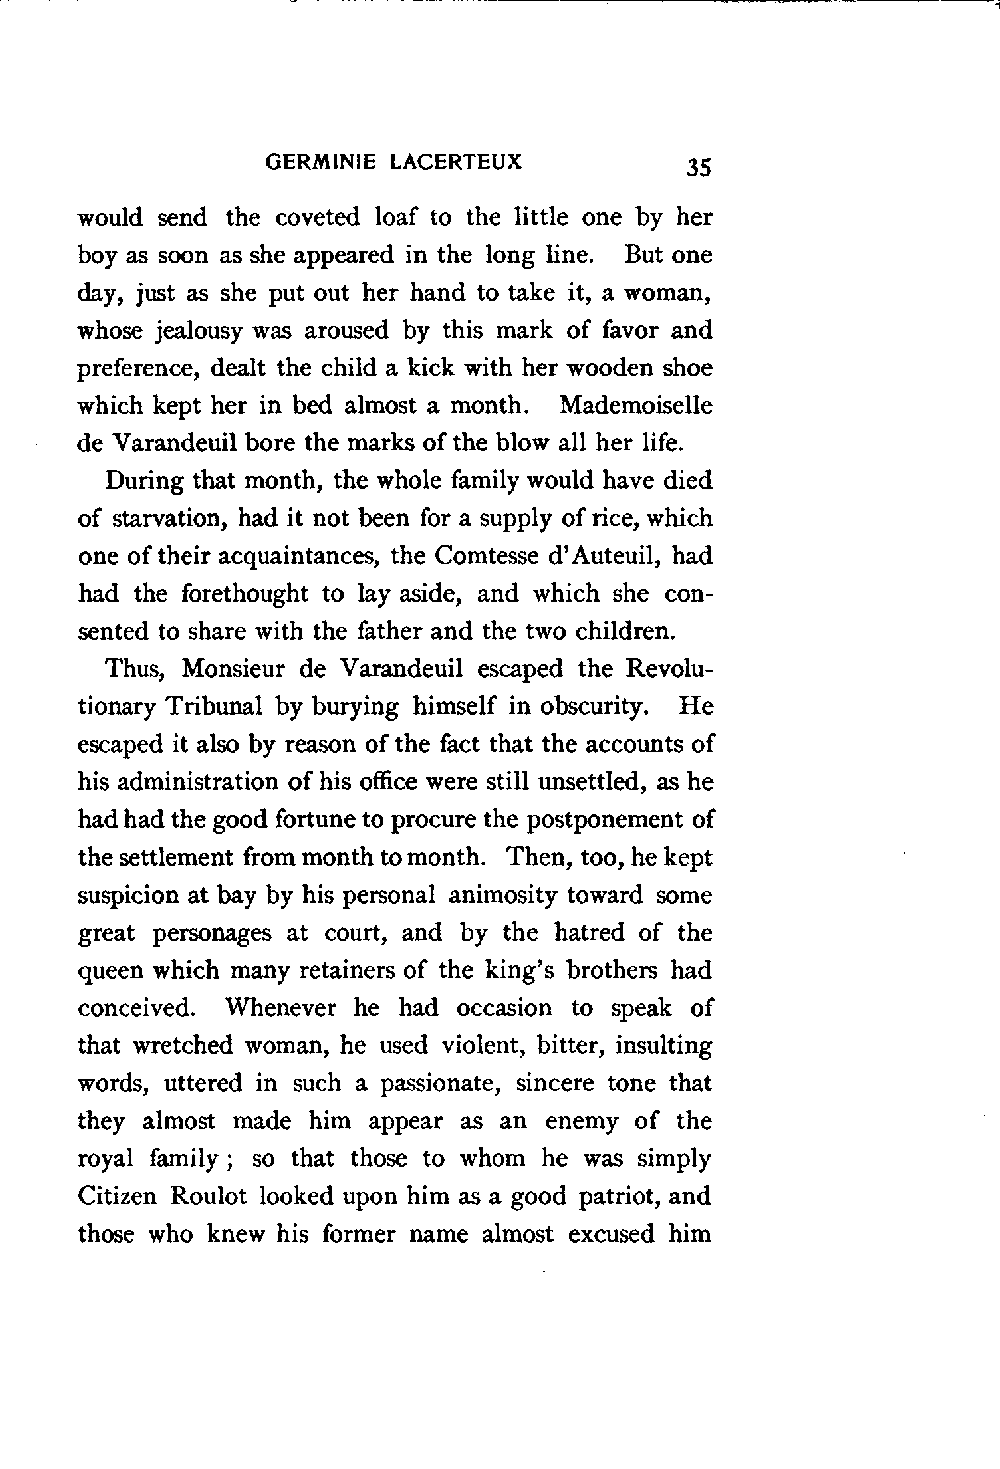 GERMINIE LACERTEUX 35
would send the coveted loaf to the little one by her
boy as soon as she appeared in the long line. But one
day, just as she put out her hand to take it, a woman,
whose jealousy was aroused by this mark of favor and
preference, dealt the child a kick with her wooden shoe
which kept her in bed almost a month. Mademoiselle
de Varandeuil bore the marks of the blow all her life.
During that month, the whole family would have died
of starvation, had it not been for a supply of rice, which
one of their acquaintances, the Comtesse d'Auteuil, had
had the forethought to lay aside, and which she con-
sented to share with the father and the two children.
Thus, Monsieur de Varandeuil escaped the Revolu-
tionary Tribunal by burying himself in obscurity. He
escaped it also by reason of the fact that the accounts of
his administration of his office were still unsettled, as he
had had the good fortune to procure the postponement of
the settlement from month to month. Then, too, he kept
suspicion at bay by his personal animosity toward some
great personages at court, and by the hatred of the
queen which many retainers of the king's brothers had
conceived. Whenever he had occasion to speak of
that wretched woman, he used violent, bitter, insulting
words, uttered in such a passionate, sincere tone that
they almost made him appear as an enemy of the
royal family ; so that those to whom he was simply
Citizen Roulot looked upon him as a good patriot, and
those who knew his former name almost excused him